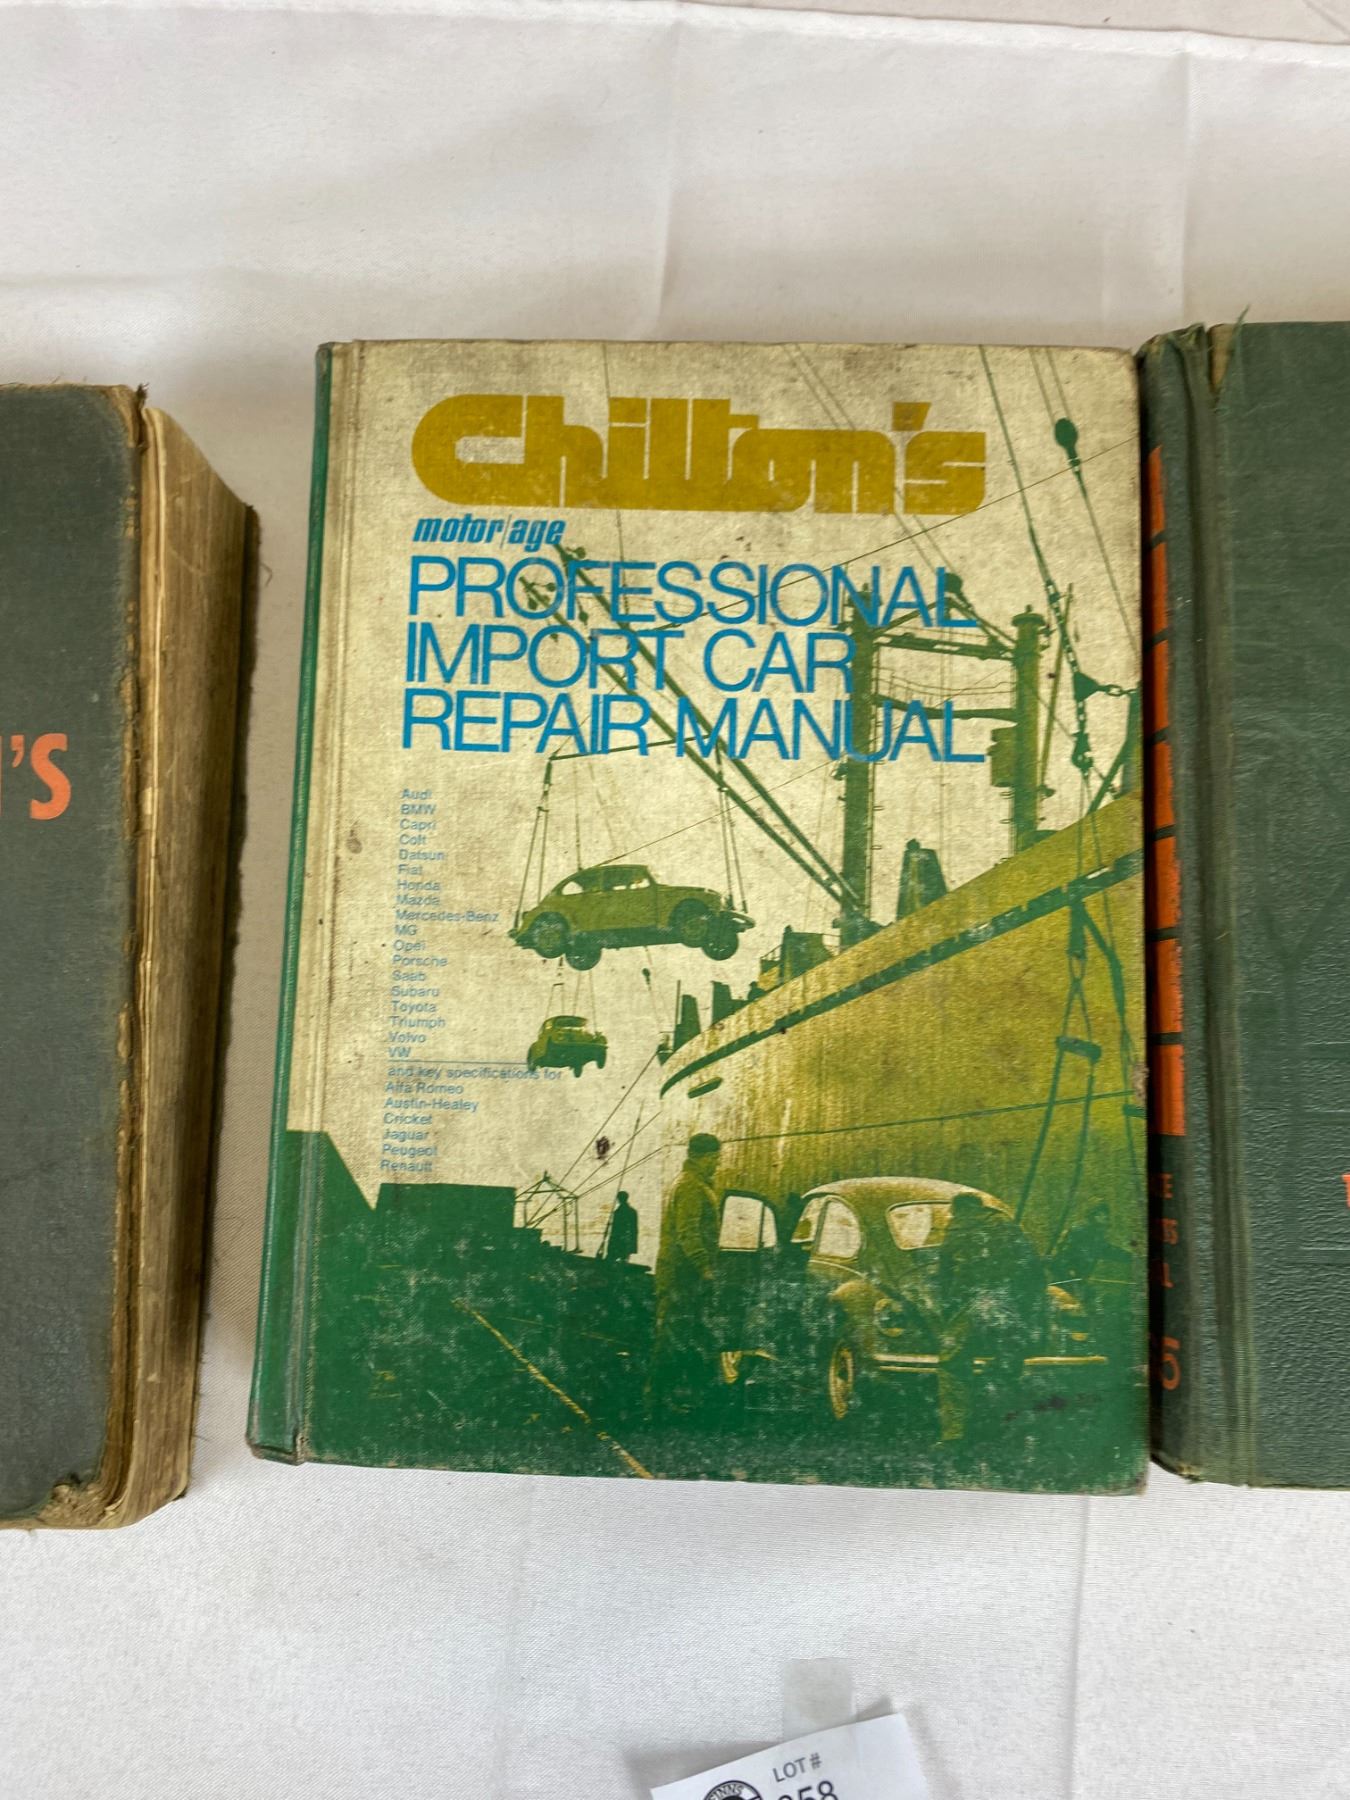 'S
Chilton's
motor/age
PROFESSIONAL
IMPORT CAR
REPAIR MANUAL
Audi
BMW
Capri
Colt
Datsun
Fiat
Honda
Mazda
Mercedes-Benz
MG
Opel
Porsche
Saab
Subaru
Toyota
Triumph
Volvo
VW
and key specifications for
Alfa Romeo
Austin-Healey
Cricket
Jaguar
Peugeot
Renault
LOT #